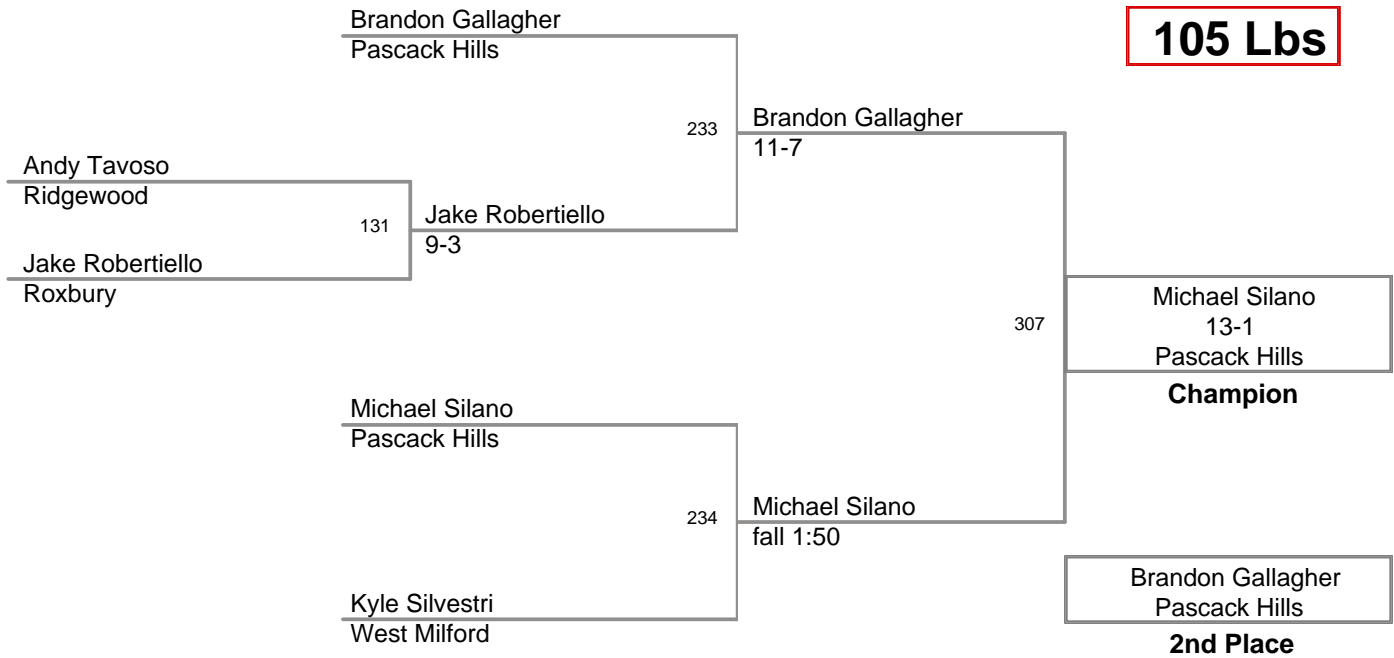 105 Lbs
Brandon Gallagher
Pascack Hills
233
Brandon Gallagher
11-7
Andy Tavoso
Ridgewood
131
Jake Robertiello
9-3
Jake Robertiello
Roxbury
307
Michael Silano
13-1
Pascack Hills
Champion
Michael Silano
Pascack Hills
234
Michael Silano
fall 1:50
Kyle Silvestri
West Milford
Brandon Gallagher
Pascack Hills
2nd Place